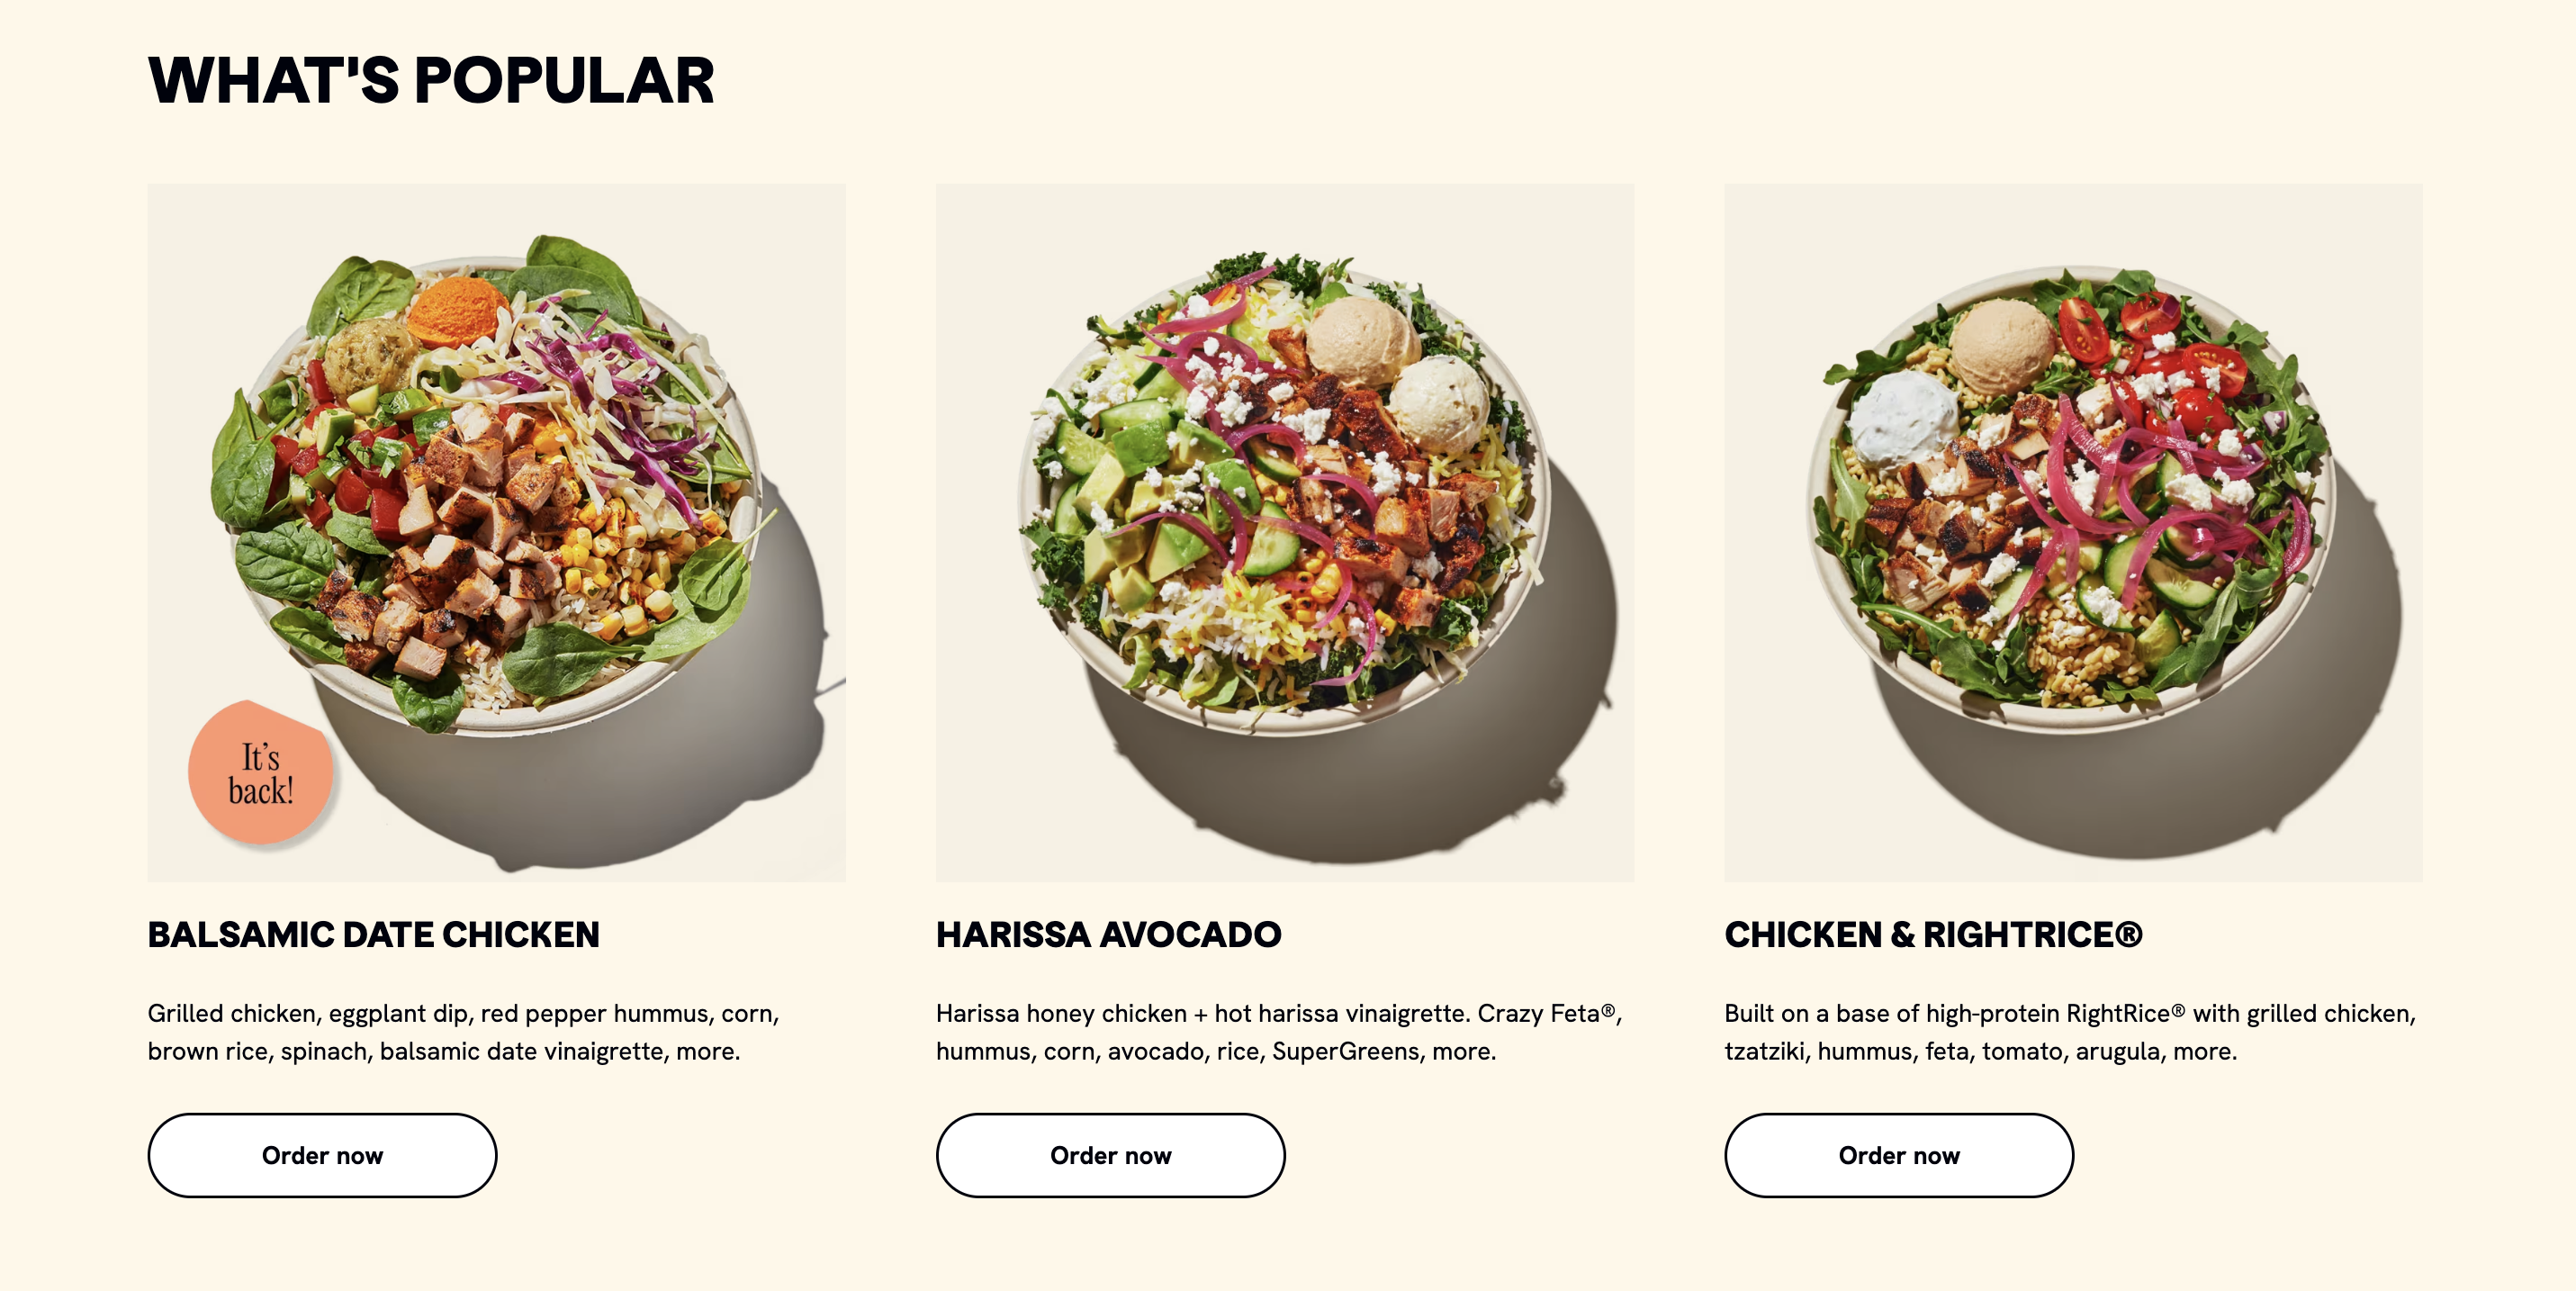 WHAT'S POPULAR
It's
back!
BALSAMIC DATE CHICKEN
Grilled chicken, eggplant dip, red pepper hummus, corn,
brown rice, spinach, balsamic date vinaigrette, more.
Order now
HARISSA AVOCADO
Harissa honey chicken + hot harissa vinaigrette. Crazy Feta®,
hummus, corn, avocado, rice, SuperGreens, more.
Order now
CHICKEN & RIGHTRICE®
Built on a base of high-protein RightRice® with grilled chicken,
tzatziki, hummus, feta, tomato, arugula, more.
Order now